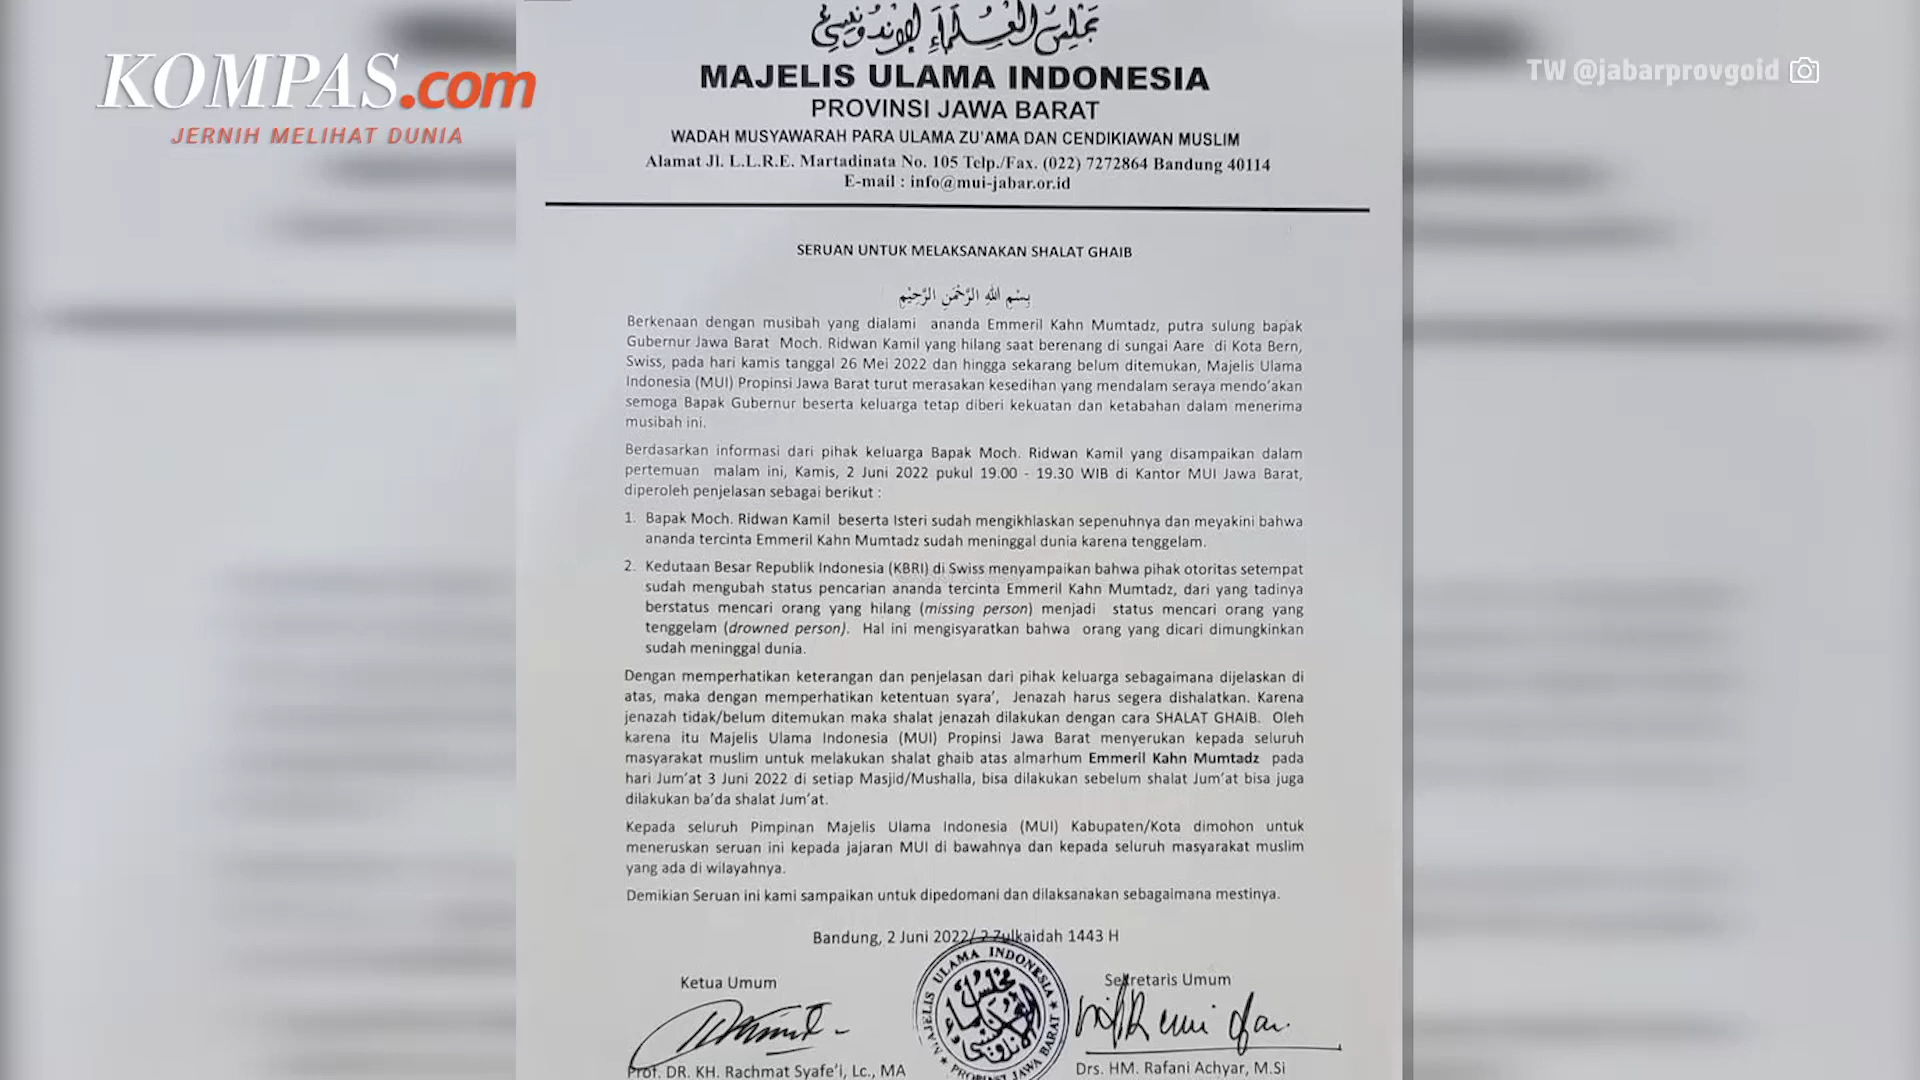 KOMPAS.com
JERNIH MELIHAT DUNIA
TW @jabarprovgoid
مجلس العلماء الإندونيسي
MAJELIS ULAMA INDONESIA
PROVINSI JAWA BARAT
WADAH MUSYAWARAH PARA ULAMA ZU'AMA DAN CENDIKIAWAN MUSLIM
Alamat Jl. L.L.R.E. Martadinata No. 105 Telp./Fax. (022) 7272864 Bandung 40114
E-mail : info@mui-jabar.or.id
SERUAN UNTUK MELAKSANAKAN SHALAT GHAIB
بِسْمِ اللهِ الرَّحْمَنِ الرَّحِيْمِ
Berkenaan dengan musibah yang dialami ananda Emmeril Kahn Mumtadz, putra sulung bapak
Gubernur Jawa Barat Moch. Ridwan Kamil yang hilang saat berenang di sungai Aare di Kota Bern,
Swiss, pada hari kamis tanggal 26 Mei 2022 dan hingga sekarang belum ditemukan, Majelis Ulama
Indonesia (MUI) Propinsi Jawa Barat turut merasakan kesedihan yang mendalam seraya mendo'akan
semoga Bapak Gubernur beserta keluarga tetap diberi kekuatan dan ketabahan dalam menerima
musibah ini.
Berdasarkan informasi dari pihak keluarga Bapak Moch. Ridwan Kamil yang disampaikan dalam
pertemuan malam ini, Kamis, 2 Juni 2022 pukul 19.00 - 19.30 WIB di Kantor MUI Jawa Barat,
diperoleh penjelasan sebagai berikut :
1. Bapak Moch. Ridwan Kamil beserta Isteri sudah mengikhlaskan sepenuhnya dan meyakini bahwa
ananda tercinta Emmeril Kahn Mumtadz sudah meninggal dunia karena tenggelam.
2. Kedutaan Besar Republik Indonesia (KBRI) di Swiss menyampaikan bahwa pihak otoritas setempat
sudah mengubah status pencarian ananda tercinta Emmeril Kahn Mumtadz, dari yang tadinya
berstatus mencari orang yang hilang (missing person) menjadi status mencari orang yang
tenggelam (drowned person). Hal ini mengisyaratkan bahwa orang yang dicari dimungkinkan
sudah meninggal dunia.
Dengan memperhatikan keterangan dan penjelasan dari pihak keluarga sebagaimana dijelaskan di
atas, maka dengan memperhatikan ketentuan syara', Jenazah harus segera dishalatkan. Karena
jenazah tidak/belum ditemukan maka shalat jenazah dilakukan dengan cara SHALAT GHAIB. Oleh
karena itu Majelis Ulama Indonesia (MUI) Propinsi Jawa Barat menyerukan kepada seluruh
masyarakat muslim untuk melakukan shalat ghaib atas almarhum Emmeril Kahn Mumtadz pada
hari Jum'at 3 Juni 2022 di setiap Masjid/Mushalla, bisa dilakukan sebelum shalat Jum'at bisa juga
dilakukan ba'da shalat Jum'at.
Kepada seluruh Pimpinan Majelis Ulama Indonesia (MUI) Kabupaten/Kota dimohon untuk
meneruskan seruan ini kepada jajaran MUI di bawahnya dan kepada seluruh masyarakat muslim
yang ada di wilayahnya.
Demikian Seruan ini kami sampaikan untuk dipedomani dan dilaksanakan sebagaimana mestinya.
Bandung, 2 Juni 2022/ 2 Zulkaidah 1443 H
Ketua Umum
Sekretaris Umum
MAJELIS ULAMA INDONESIA
PROPINSI JAWA BARAT
Prof. DR. KH. Rachmat Syafe'i, Lc., MA
Drs. HM. Rafani Achyar, M.Si